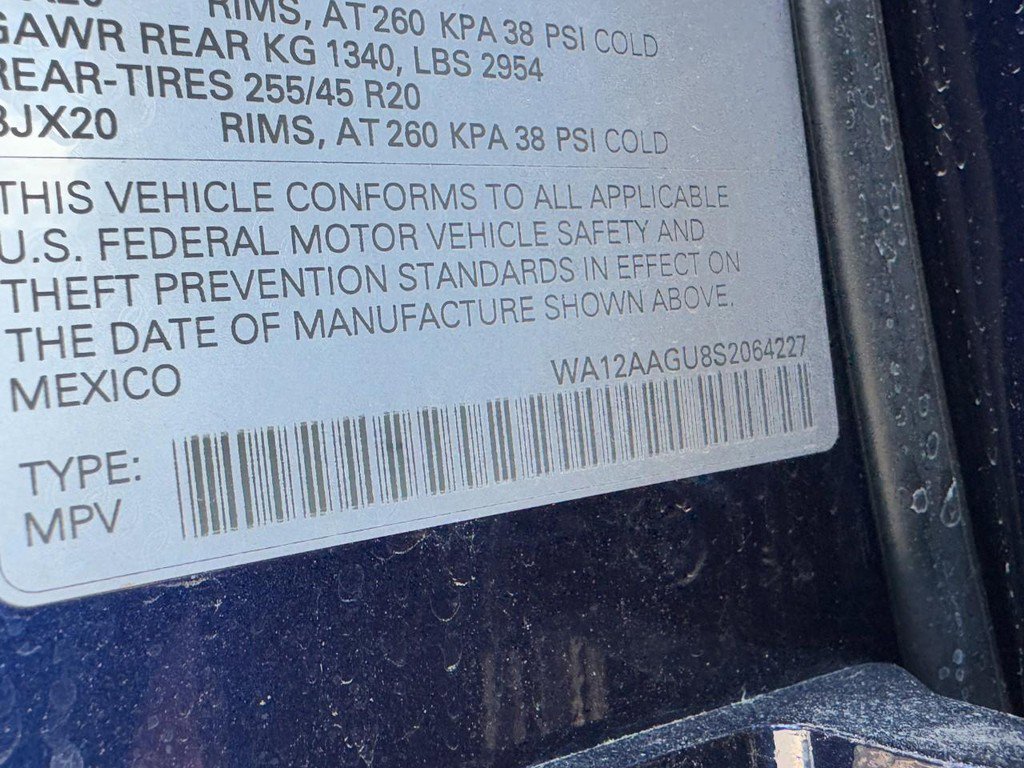 RIMS, AT 260 KPA 38 PSI COLD
GAWR REAR KG 1340, LBS 2954
REAR-TIRES 255/45 R20
8JX20 RIMS, AT 260 KPA 38 PSI COLD
THIS VEHICLE CONFORMS TO ALL APPLICABLE
U.S. FEDERAL MOTOR VEHICLE SAFETY AND
THEFT PREVENTION STANDARDS IN EFFECT ON
THE DATE OF MANUFACTURE SHOWN ABOVE.
MEXICO
WA12AAGU8S2064227
TYPE:
MPV